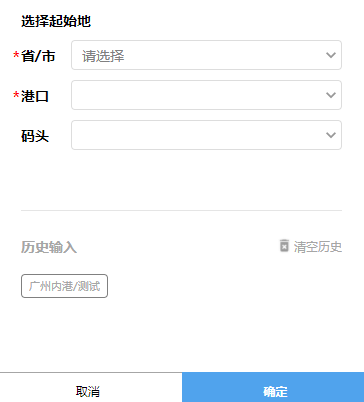 选择起始地
*省/市 请选择
*港口
码头
历史输入 清空历史
广州内港/测试
取消 确定